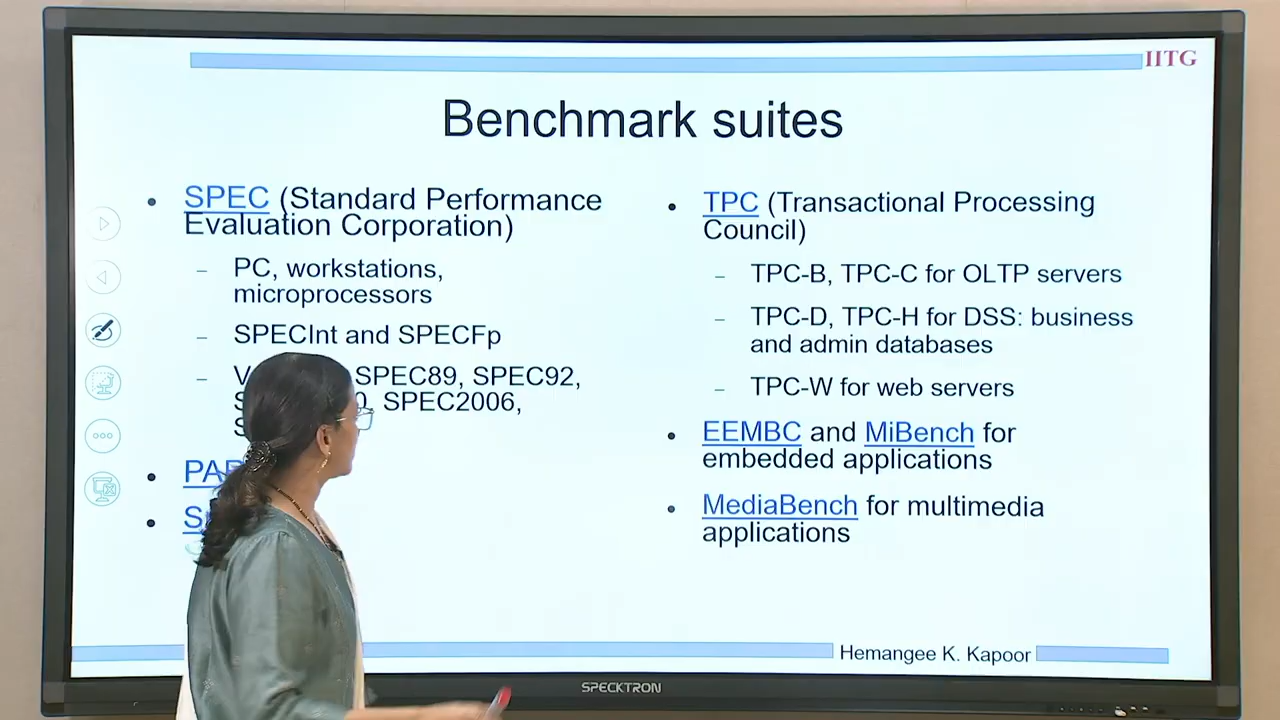 IITG
Benchmark suites
SPEC (Standard Performance
Evaluation Corporation)
– PC, workstations,
microprocessors
– SPECInt and SPECFp
– SPEC89, SPEC92,
SPEC2006,
TPC (Transactional Processing
Council)
– TPC-B, TPC-C for OLTP servers
– TPC-D, TPC-H for DSS: business
and admin databases
– TPC-W for web servers
EEMBC and MiBench for
embedded applications
MediaBench for multimedia
applications
Hemangee K. Kapoor
SPECKTRON